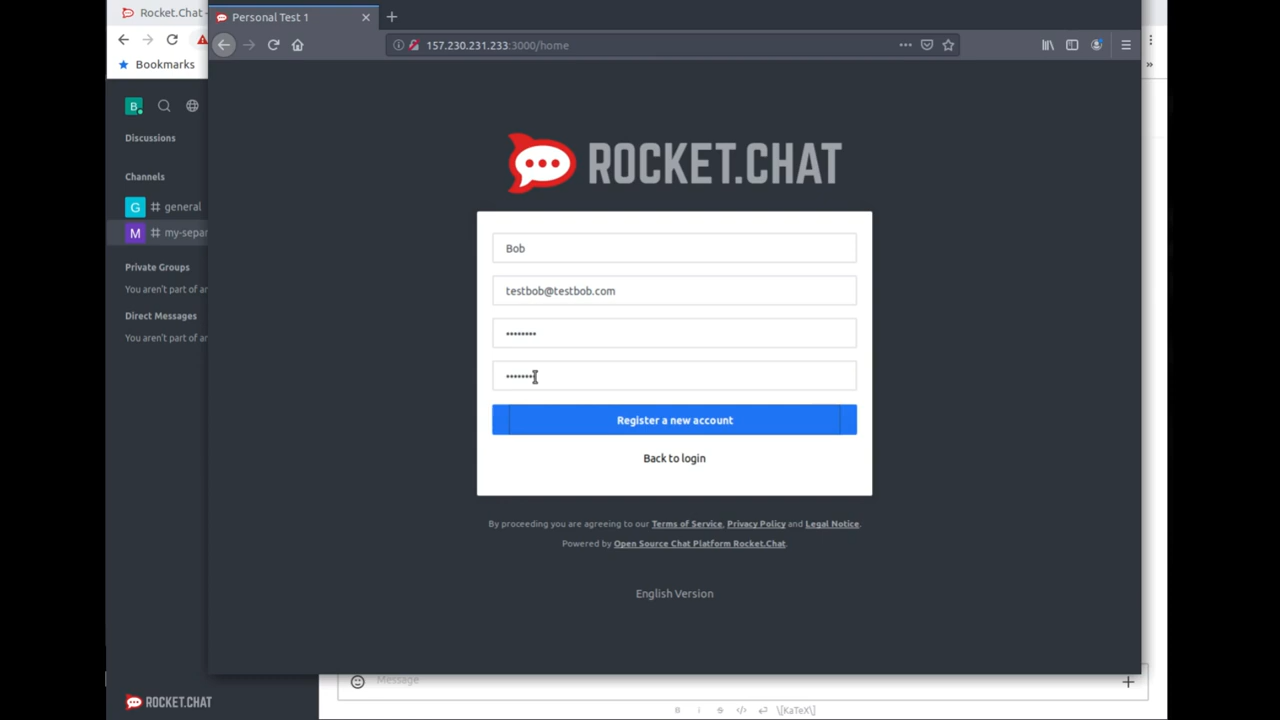 Rocket.Chat -
Personal Test 1
157.230.231.233:3000/home
Bookmarks
B
Discussions
Channels
G # general
M # my-separ
Private Groups
You aren't part of ar
Direct Messages
You aren't part of ar
ROCKET.CHAT
ROCKET.CHAT
Bob
testbob@testbob.com
Register a new account
Back to login
By proceeding you are agreeing to our Terms of Service, Privacy Policy and Legal Notice.
Powered by Open Source Chat Platform Rocket.Chat.
English Version
Message
B i S </> \[KaTeX\]